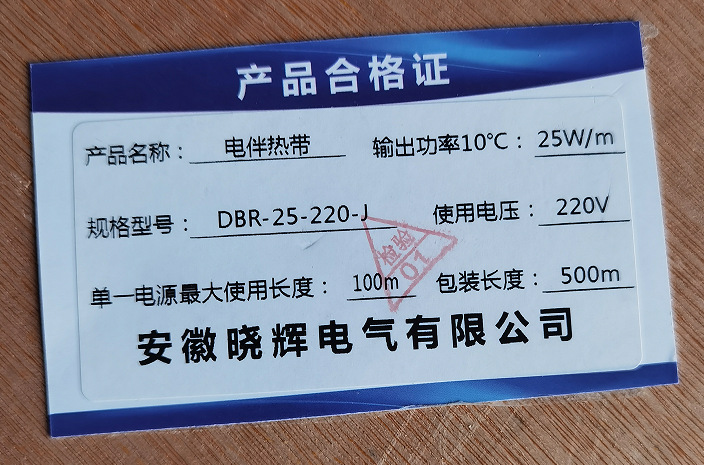 产品合格证
产品名称： 电伴热带 输出功率10℃： 25W/m
规格型号： DBR-25-220-J 使用电压： 220V
检验
01
单一电源最大使用长度： 100m 包装长度： 500m
安徽晓辉电气有限公司